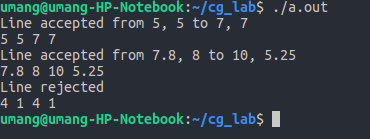 umang@umang-HP-Notebook:~/cg_lab$ ./a.out
Line accepted from 5, 5 to 7, 7
5 5 7 7
Line accepted from 7.8, 8 to 10, 5.25
7.8 8 10 5.25
Line rejected
4 1 4 1
umang@umang-HP-Notebook:~/cg_lab$